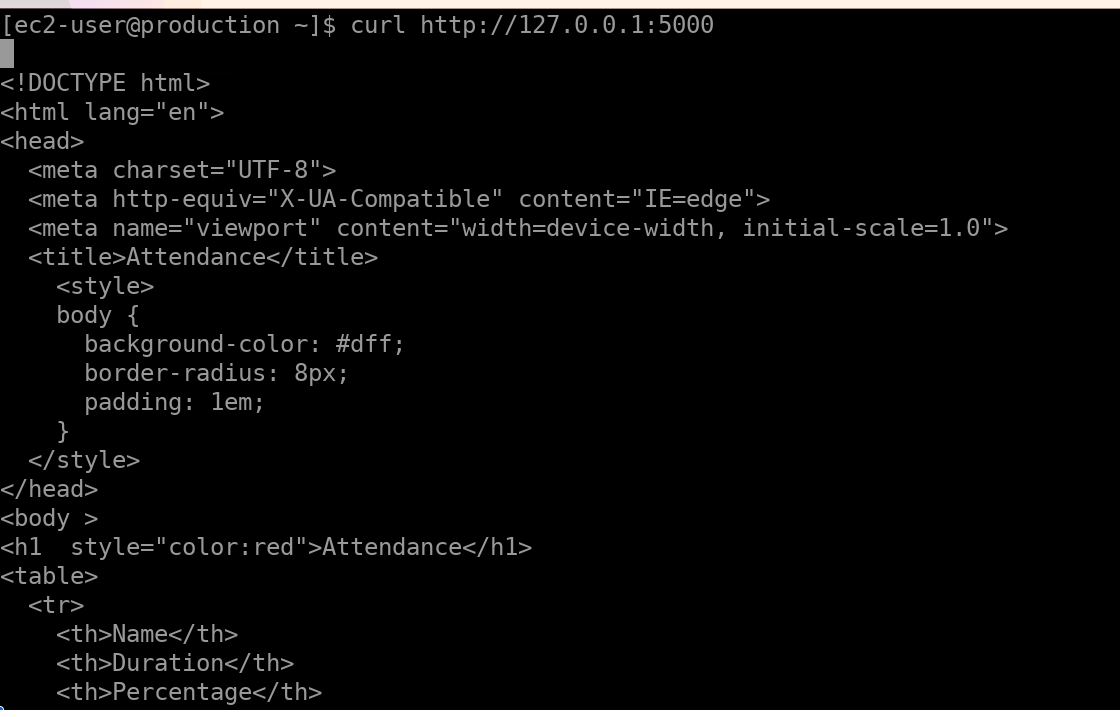 [ec2-user@production ~]$ curl http://127.0.0.1:5000
<!DOCTYPE html>
<html lang="en">
<head>
  <meta charset="UTF-8">
  <meta http-equiv="X-UA-Compatible" content="IE=edge">
  <meta name="viewport" content="width=device-width, initial-scale=1.0">
  <title>Attendance</title>
    <style>
    body {
      background-color: #dff;
      border-radius: 8px;
      padding: 1em;
    }
  </style>
</head>
<body >
<h1  style="color:red">Attendance</h1>
<table>
  <tr>
    <th>Name</th>
    <th>Duration</th>
    <th>Percentage</th>